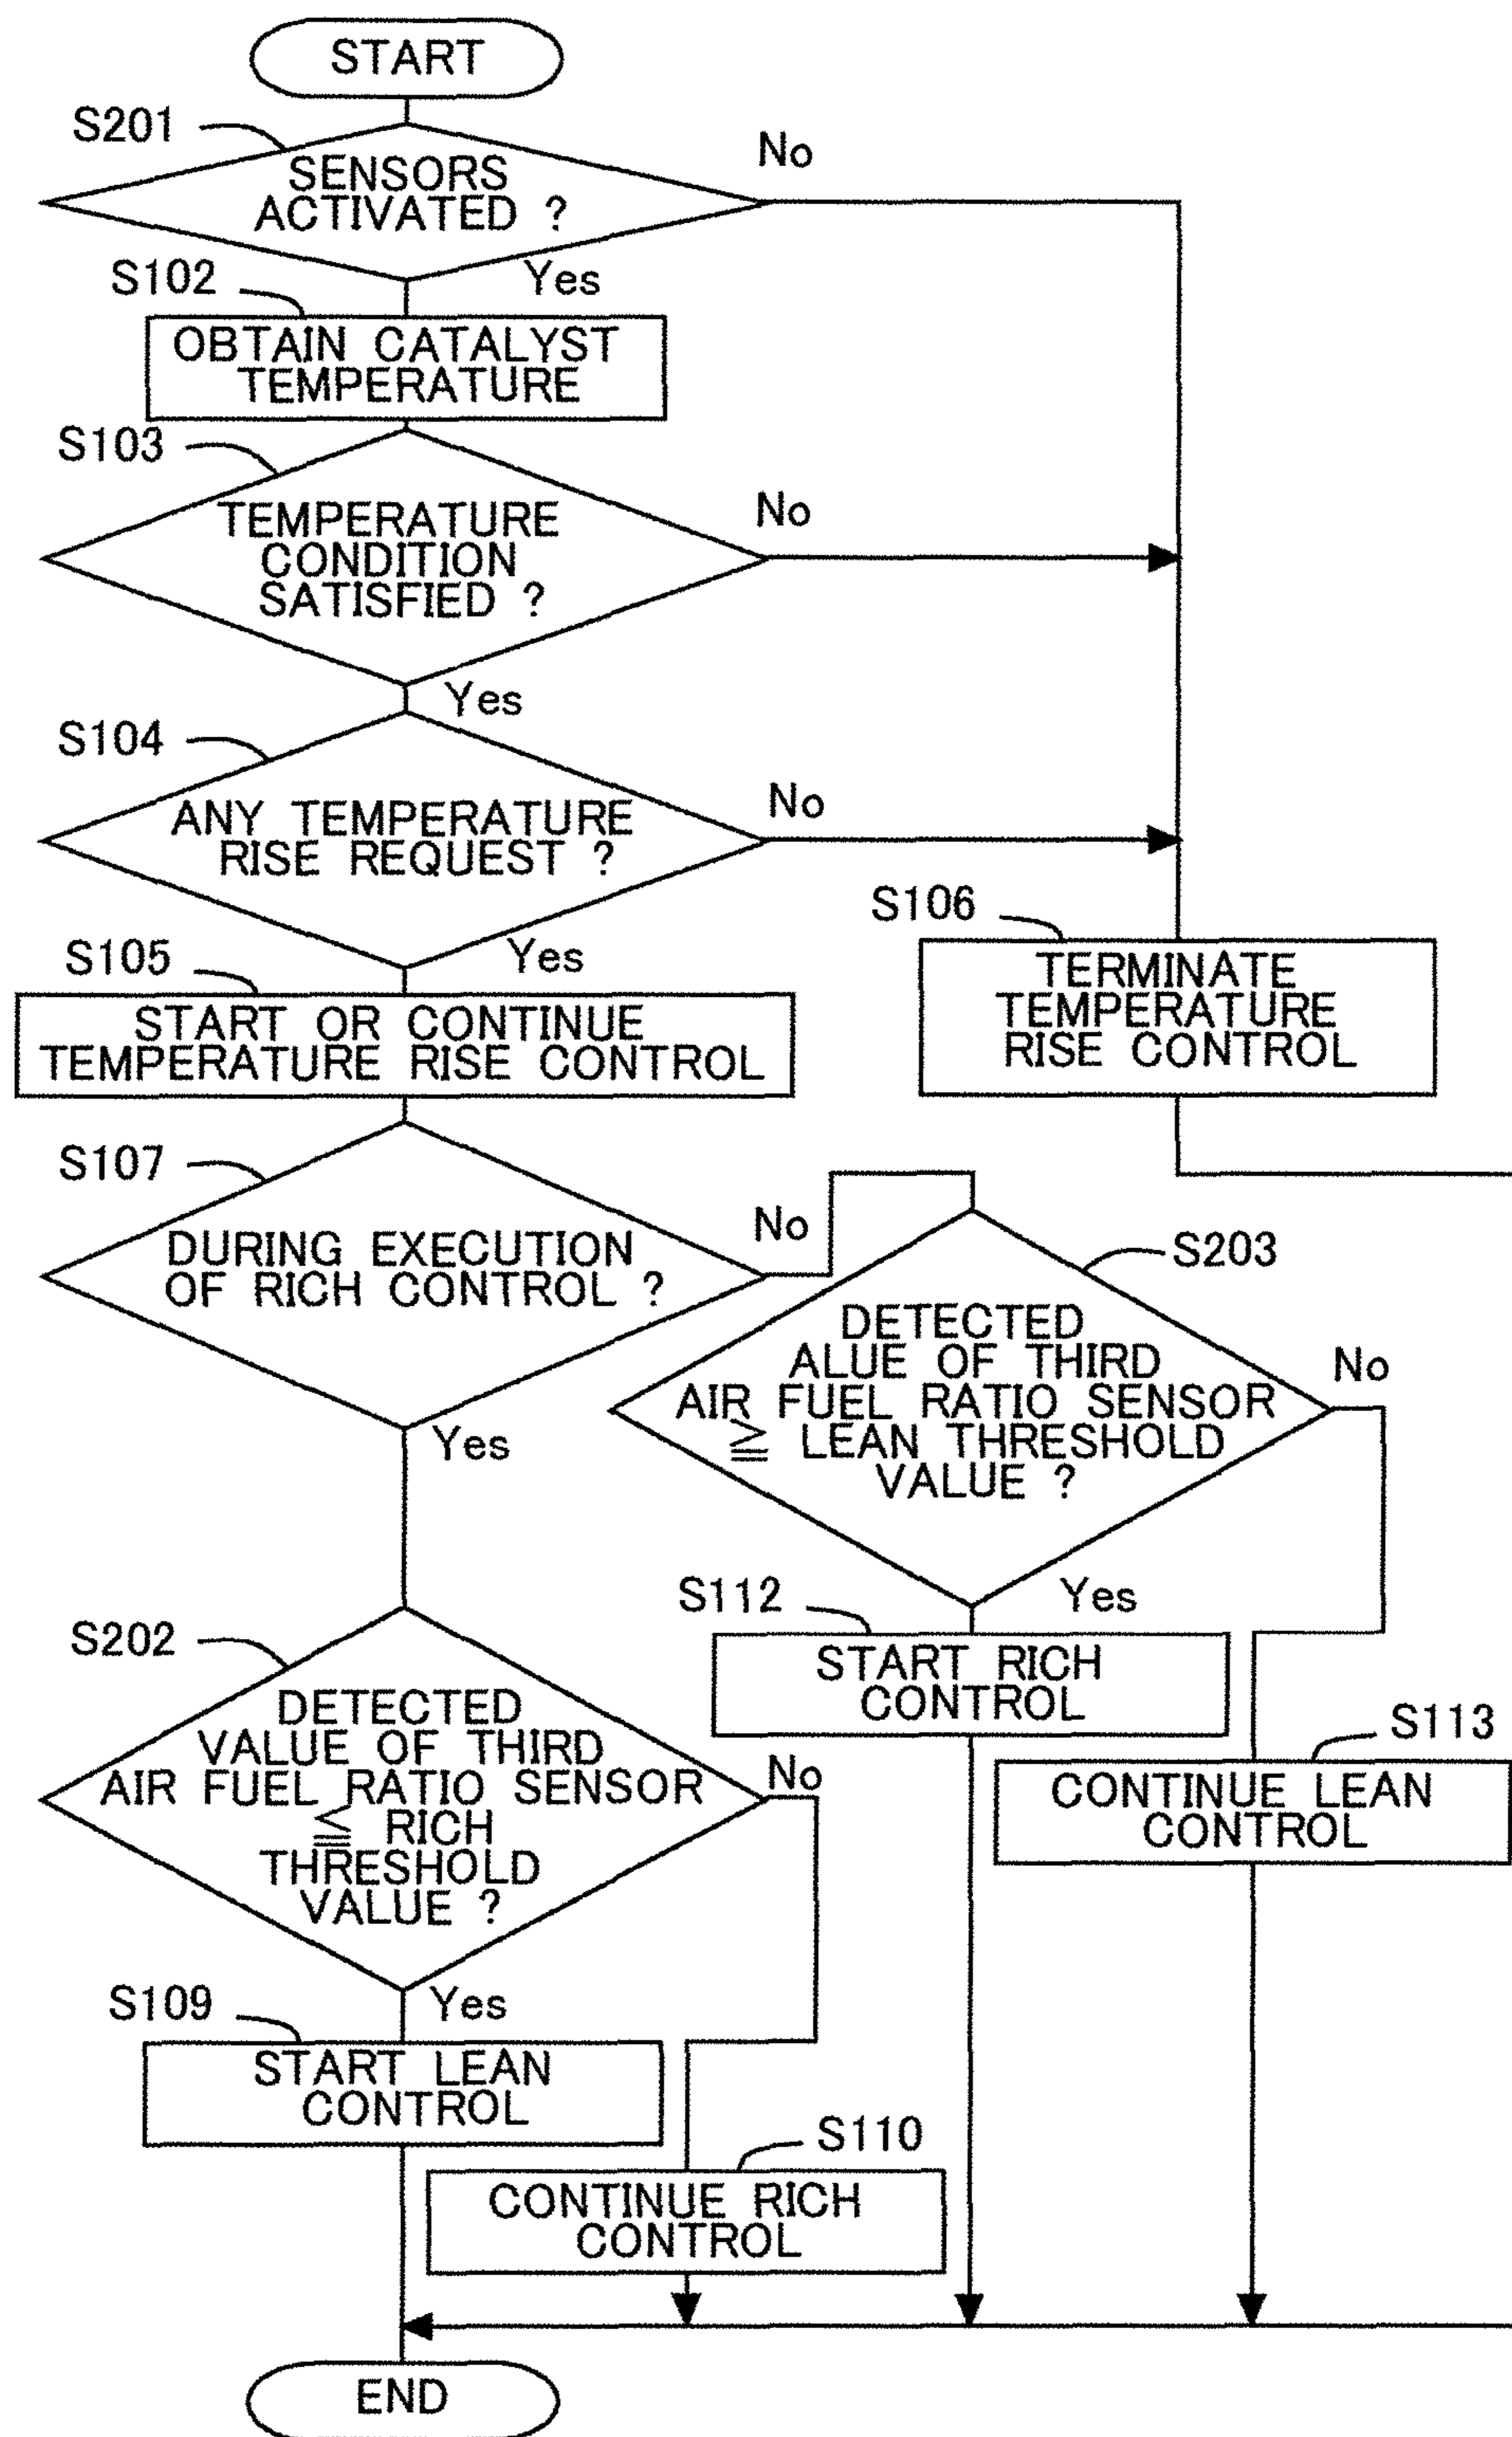 START
S201
SENSORS
ACTIVATED ?
No
Yes
S102
OBTAIN CATALYST
TEMPERATURE
S103
TEMPERATURE
CONDITION
SATISFIED ?
No
Yes
S104
ANY TEMPERATURE
RISE REQUEST ?
No
Yes
S106
TERMINATE
TEMPERATURE
RISE CONTROL
S105
START OR CONTINUE
TEMPERATURE RISE CONTROL
S107
DURING EXECUTION
OF RICH CONTROL ?
No
Yes
S203
DETECTED
ALUE OF THIRD
AIR FUEL RATIO SENSOR
≧ LEAN THRESHOLD
VALUE ?
No
Yes
S112
START RICH
CONTROL
S113
CONTINUE LEAN
CONTROL
S202
DETECTED
VALUE OF THIRD
AIR FUEL RATIO SENSOR
≦ RICH
THRESHOLD
VALUE ?
No
Yes
S109
START LEAN
CONTROL
S110
CONTINUE RICH
CONTROL
END